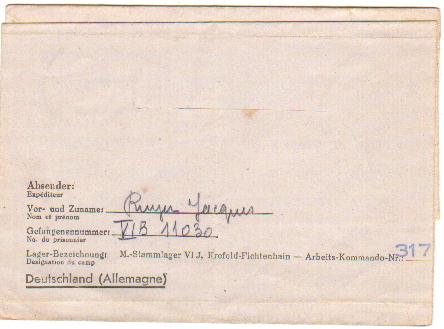 Absender:
Expéditeur
Vor- und Zuname: Jacques
Nom et prénom
Gefangenennummer: VIB 11030
No. du prisonnier
Lager-Bezeichnung: M.-Stammlager VI J, Krefeld-Fichtenhain — Arbeits-Kommando-Nr.: 317
Désignation du camp
Deutschland (Allemagne)